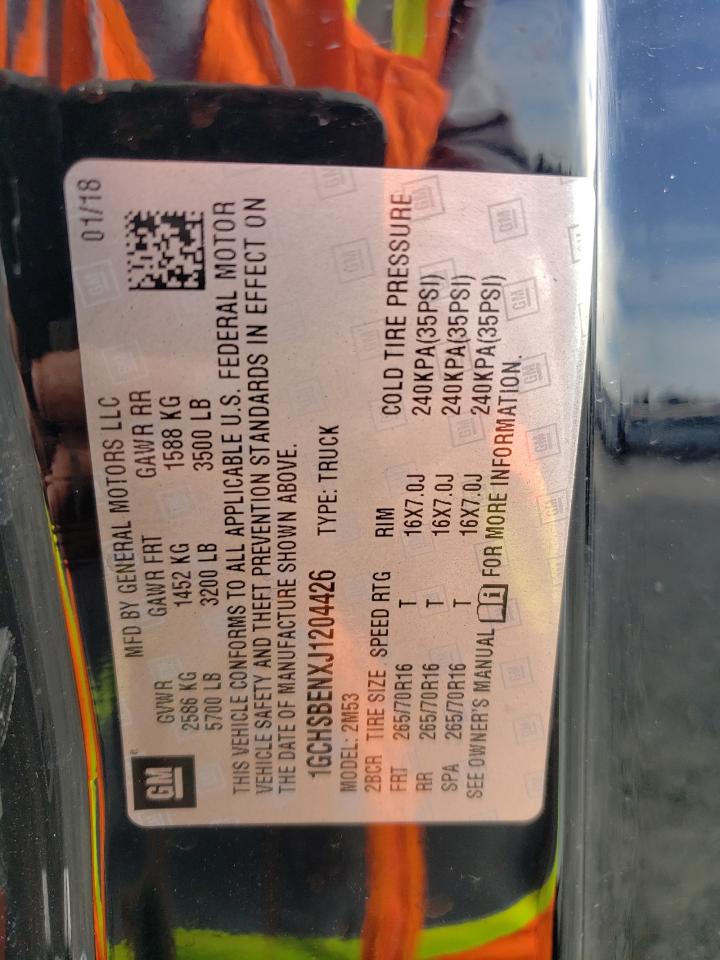 01/18
MFD BY GENERAL MOTORS LLC
GVWR GAWR FRT GAWR RR
2586 KG 1452 KG 1588 KG
5700 LB 3200 LB 3500 LB
THIS VEHICLE CONFORMS TO ALL APPLICABLE U.S. FEDERAL MOTOR
VEHICLE SAFETY AND THEFT PREVENTION STANDARDS IN EFFECT ON
THE DATE OF MANUFACTURE SHOWN ABOVE.
1GCHSBENXJ1204426 TYPE: TRUCK
MODEL: 2M53
2BCR TIRE SIZE SPEED RTG RIM COLD TIRE PRESSURE
FRT 265/70R16 T 16X7.0J 240KPA(35PSI)
RR 265/70R16 T 16X7.0J 240KPA(35PSI)
SPA 265/70R16 T 16X7.0J 240KPA(35PSI)
SEE OWNER'S MANUAL FOR MORE INFORMATION.
GM